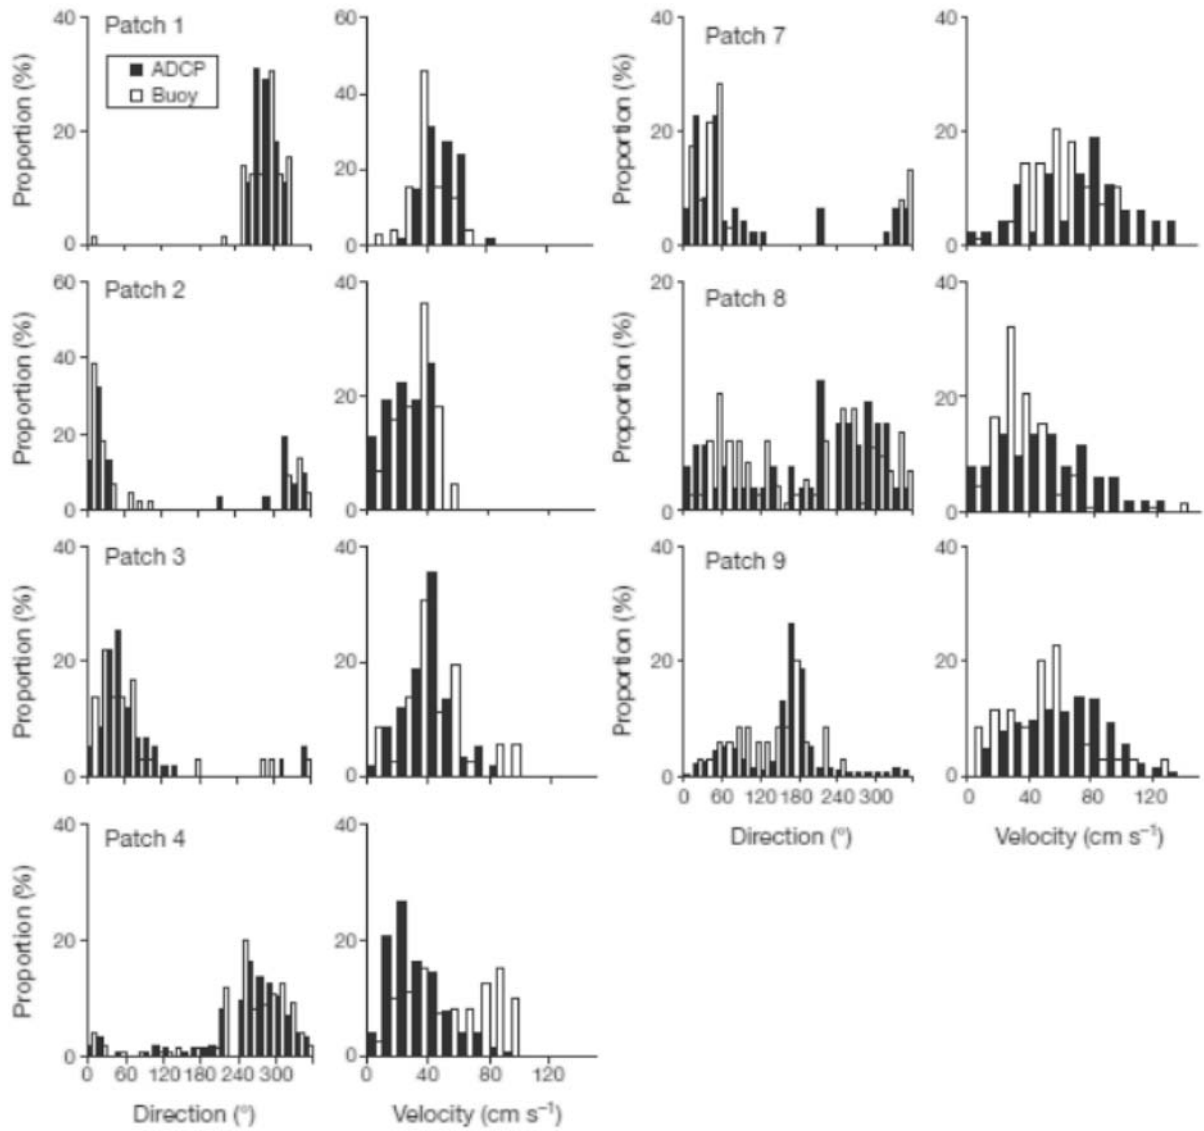 Patch 1
ADCP
Buoy
Proportion (%)
40
20
0
60
40
20
0
Patch 7
Proportion (%)
40
20
0
40
20
0
Patch 2
Proportion (%)
60
40
20
0
40
20
0
Patch 8
Proportion (%)
20
0
40
20
0
Patch 3
Proportion (%)
40
20
0
40
20
0
Patch 9
Proportion (%)
40
20
0
0 60 120 180 240 300
Direction (°)
40
20
0
0 40 80 120
Velocity (cm s⁻¹)
Patch 4
Proportion (%)
40
20
0
0 60 120 180 240 300
Direction (°)
40
20
0
0 40 80 120
Velocity (cm s⁻¹)